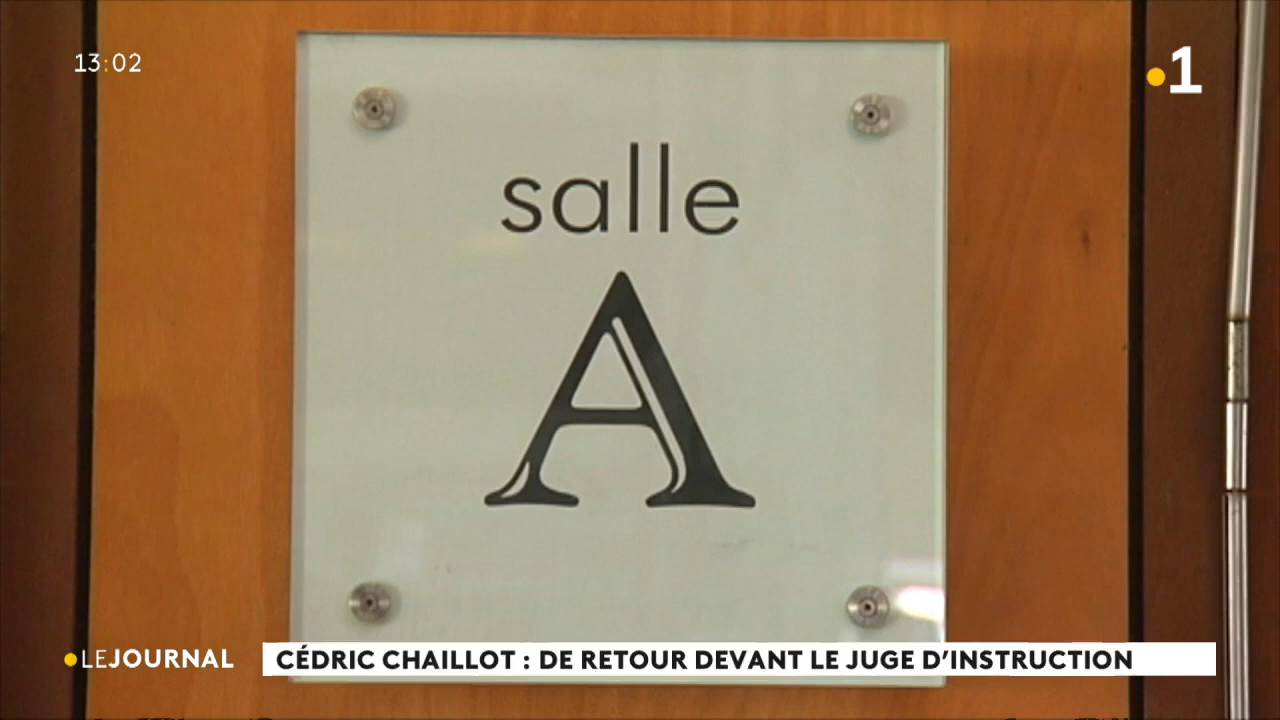 13:02
1
salle
A
LEJOURNAL
CÉDRIC CHAILLOT : DE RETOUR DEVANT LE JUGE D’INSTRUCTION